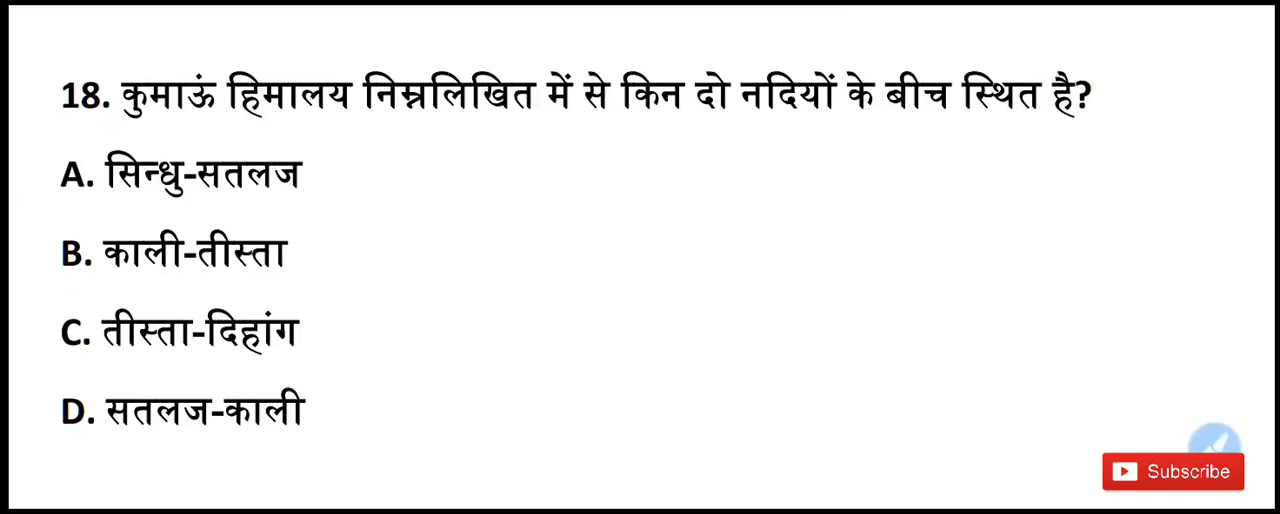 18. कुमाऊं हिमालय निम्नलिखित में से किन दो नदियों के बीच स्थित है?
A. सिन्धु-सतलज
B. काली-तीस्ता
C. तीस्ता-दिहांग
D. सतलज-काली
Subscribe